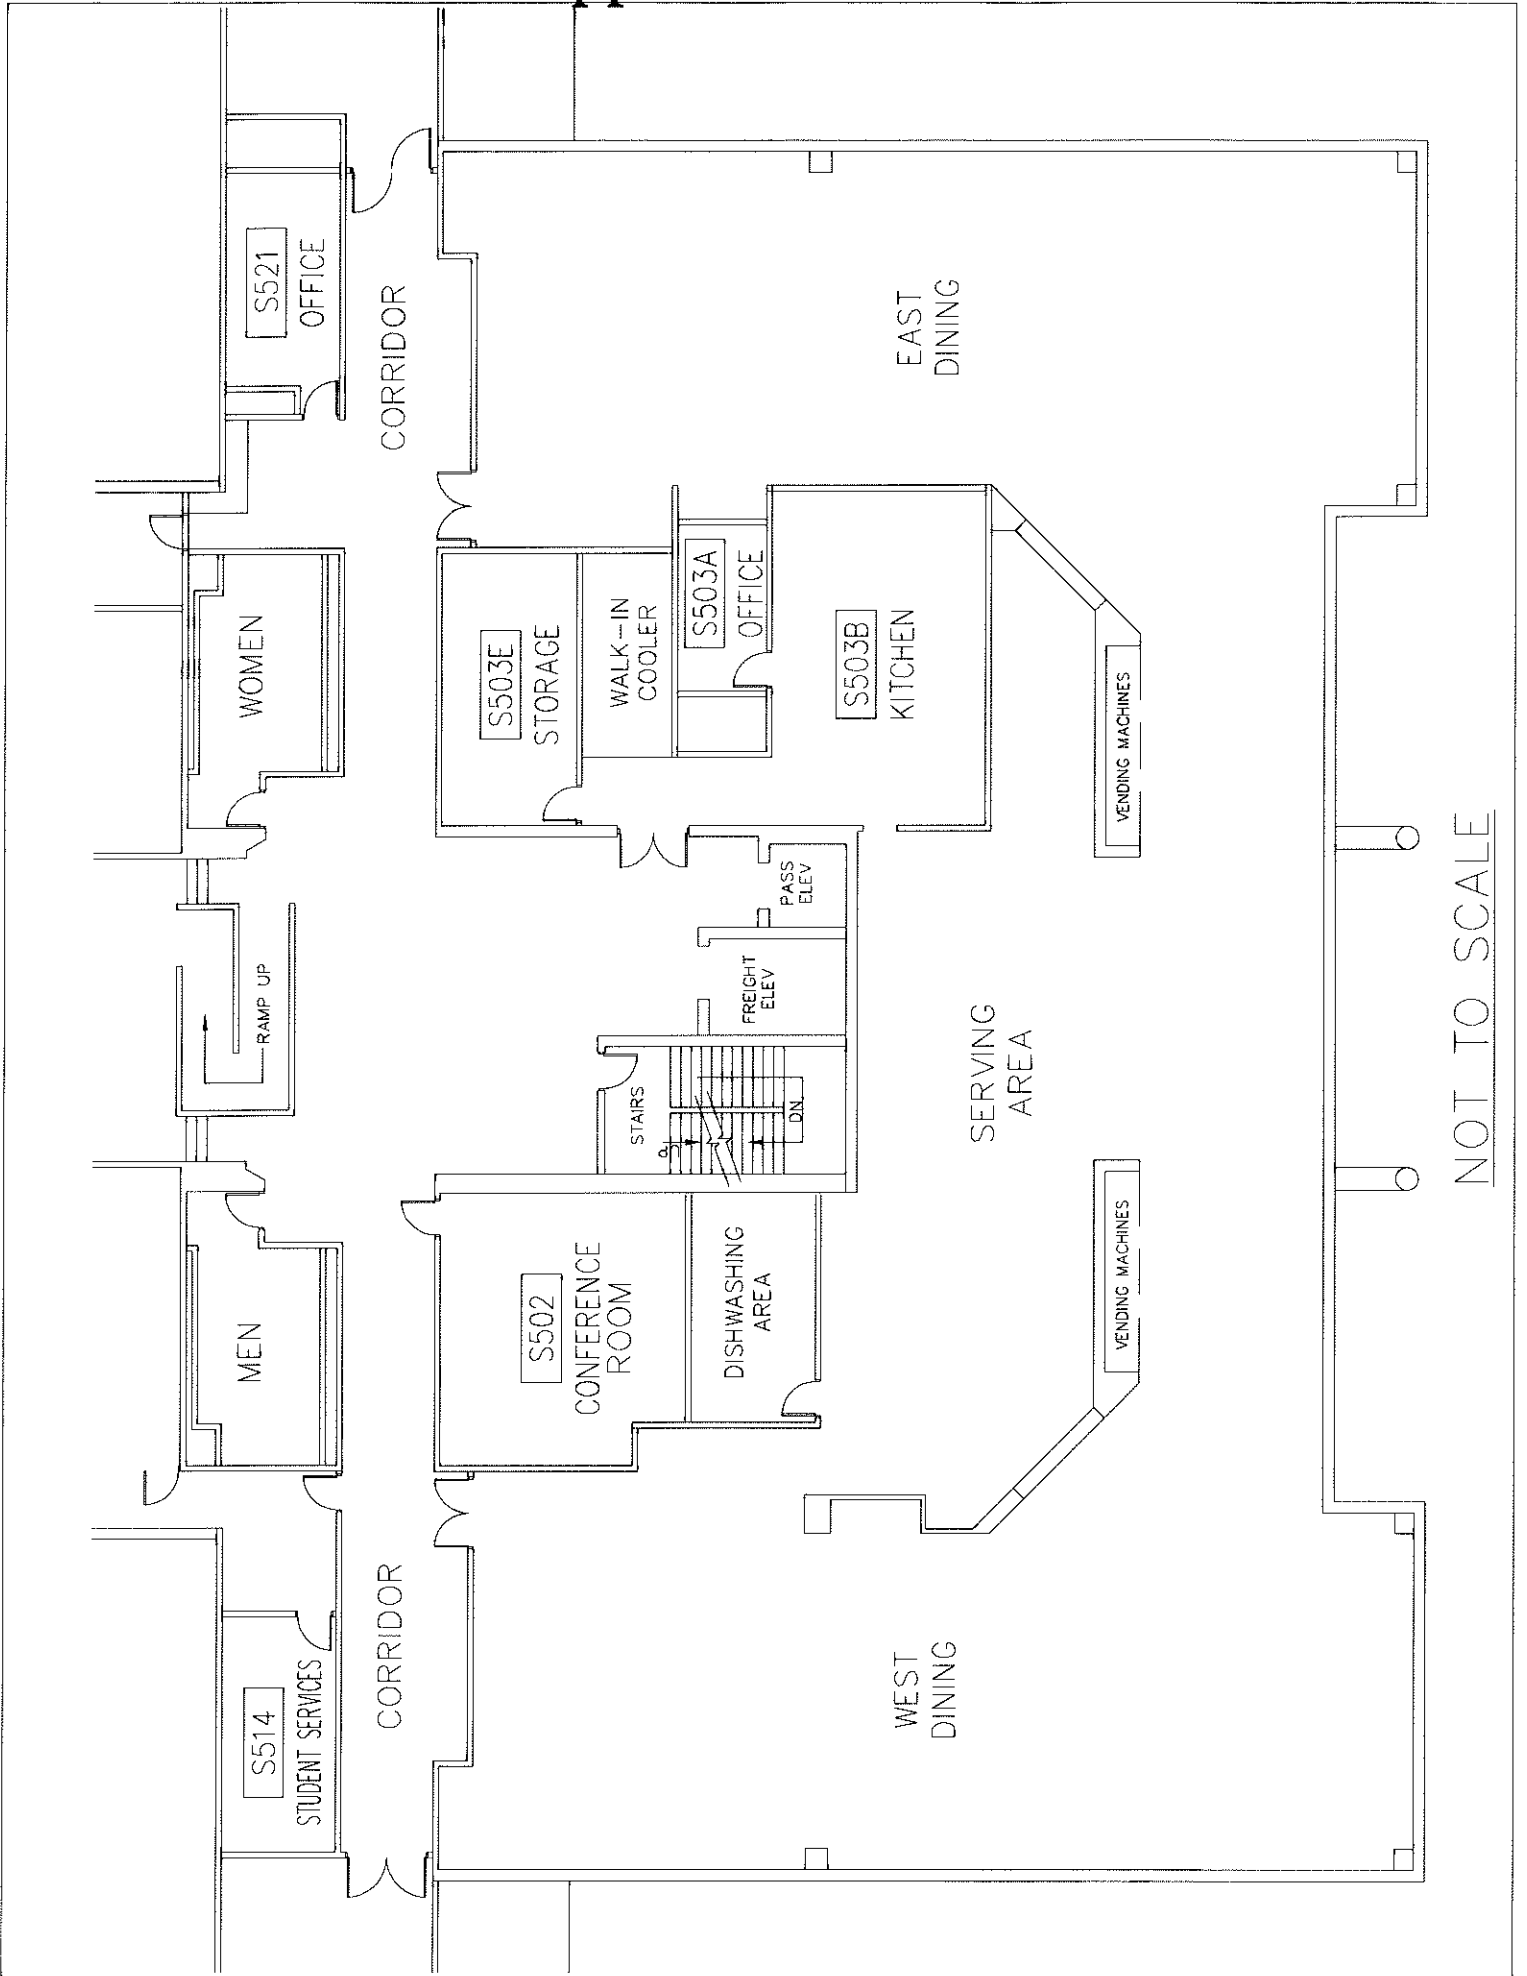 S514
STUDENT SERVICES
MEN
RAMP UP
WOMEN
S521
OFFICE
CORRIDOR
CORRIDOR
S502
CONFERENCE
ROOM
DISHWASHING
AREA
STAIRS
DN
FREIGHT
ELEV
PASS
ELEV
S503E
STORAGE
WALK-IN
COOLER
S503A
OFFICE
S503B
KITCHEN
WEST
DINING
SERVING
AREA
EAST
DINING
VENDING MACHINES
VENDING MACHINES
NOT TO SCALE